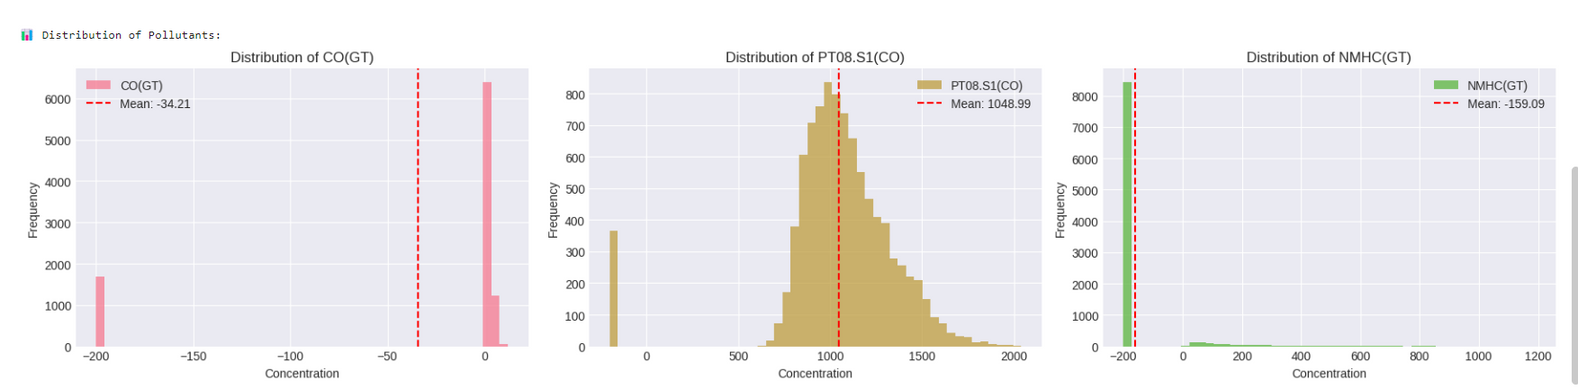 📊 Distribution of Pollutants:
Distribution of CO(GT)
CO(GT)
Mean: -34.21
Frequency
6000
5000
4000
3000
2000
1000
0
−200 −150 −100 −50 0
Concentration
Distribution of PT08.S1(CO)
PT08.S1(CO)
Mean: 1048.99
Frequency
800
700
600
500
400
300
200
100
0
0 500 1000 1500 2000
Concentration
Distribution of NMHC(GT)
NMHC(GT)
Mean: -159.09
Frequency
8000
7000
6000
5000
4000
3000
2000
1000
0
−200 0 200 400 600 800 1000 1200
Concentration